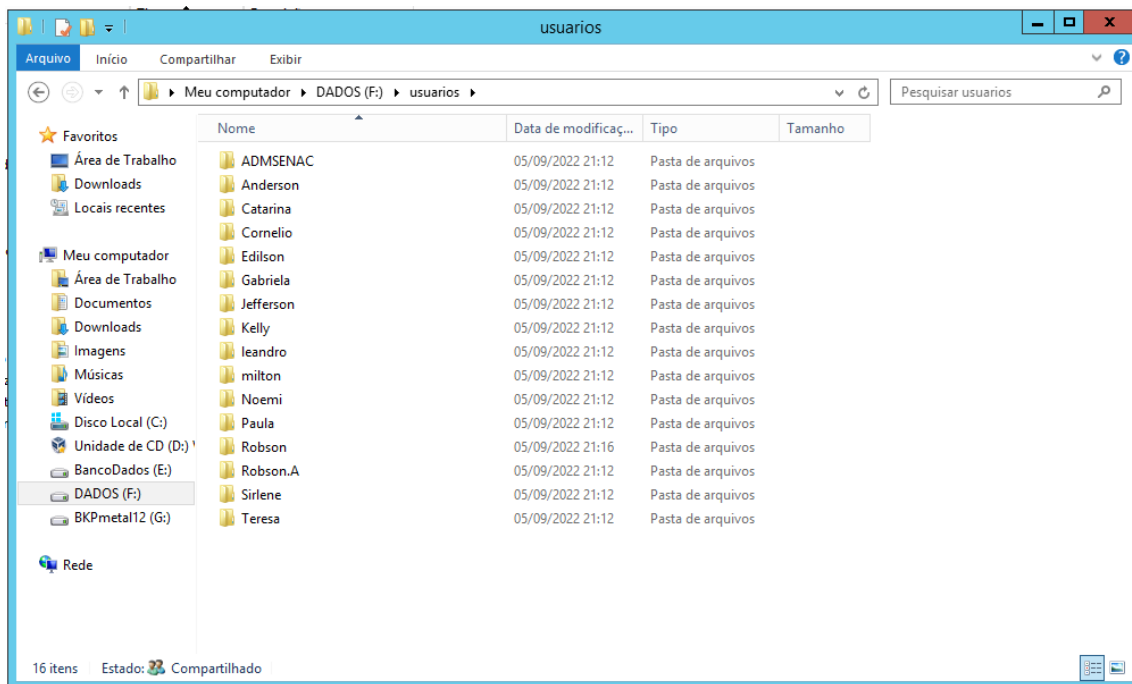 usuarios
Arquivo Início Compartilhar Exibir
Meu computador DADOS (F:) usuarios Pesquisar usuarios
Nome Data de modificaç... Tipo Tamanho
Favoritos
Área de Trabalho
Downloads
Locais recentes
Meu computador
Área de Trabalho
Documentos
Downloads
Imagens
Músicas
Vídeos
Disco Local (C:)
Unidade de CD (D:)
BancoDados (E:)
DADOS (F:)
BKPmetal12 (G:)
Rede
ADMSENAC 05/09/2022 21:12 Pasta de arquivos
Anderson 05/09/2022 21:12 Pasta de arquivos
Catarina 05/09/2022 21:12 Pasta de arquivos
Cornelio 05/09/2022 21:12 Pasta de arquivos
Edilson 05/09/2022 21:12 Pasta de arquivos
Gabriela 05/09/2022 21:12 Pasta de arquivos
Jefferson 05/09/2022 21:12 Pasta de arquivos
Kelly 05/09/2022 21:12 Pasta de arquivos
leandro 05/09/2022 21:12 Pasta de arquivos
milton 05/09/2022 21:12 Pasta de arquivos
Noemi 05/09/2022 21:12 Pasta de arquivos
Paula 05/09/2022 21:12 Pasta de arquivos
Robson 05/09/2022 21:16 Pasta de arquivos
Robson.A 05/09/2022 21:12 Pasta de arquivos
Sirlene 05/09/2022 21:12 Pasta de arquivos
Teresa 05/09/2022 21:12 Pasta de arquivos
16 itens Estado: Compartilhado